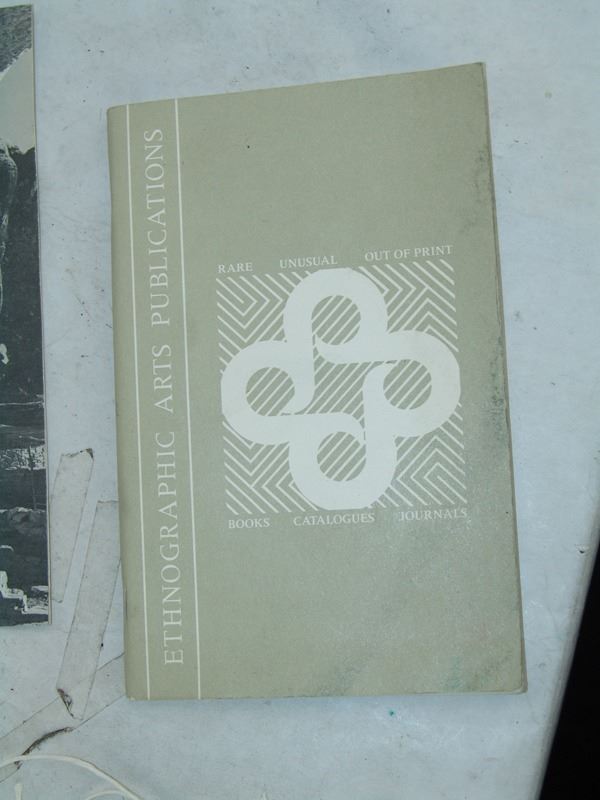 ETHNOGRAPHIC ARTS PUBLICATIONS
RARE UNUSUAL OUT OF PRINT
BOOKS CATALOGUES JOURNALS